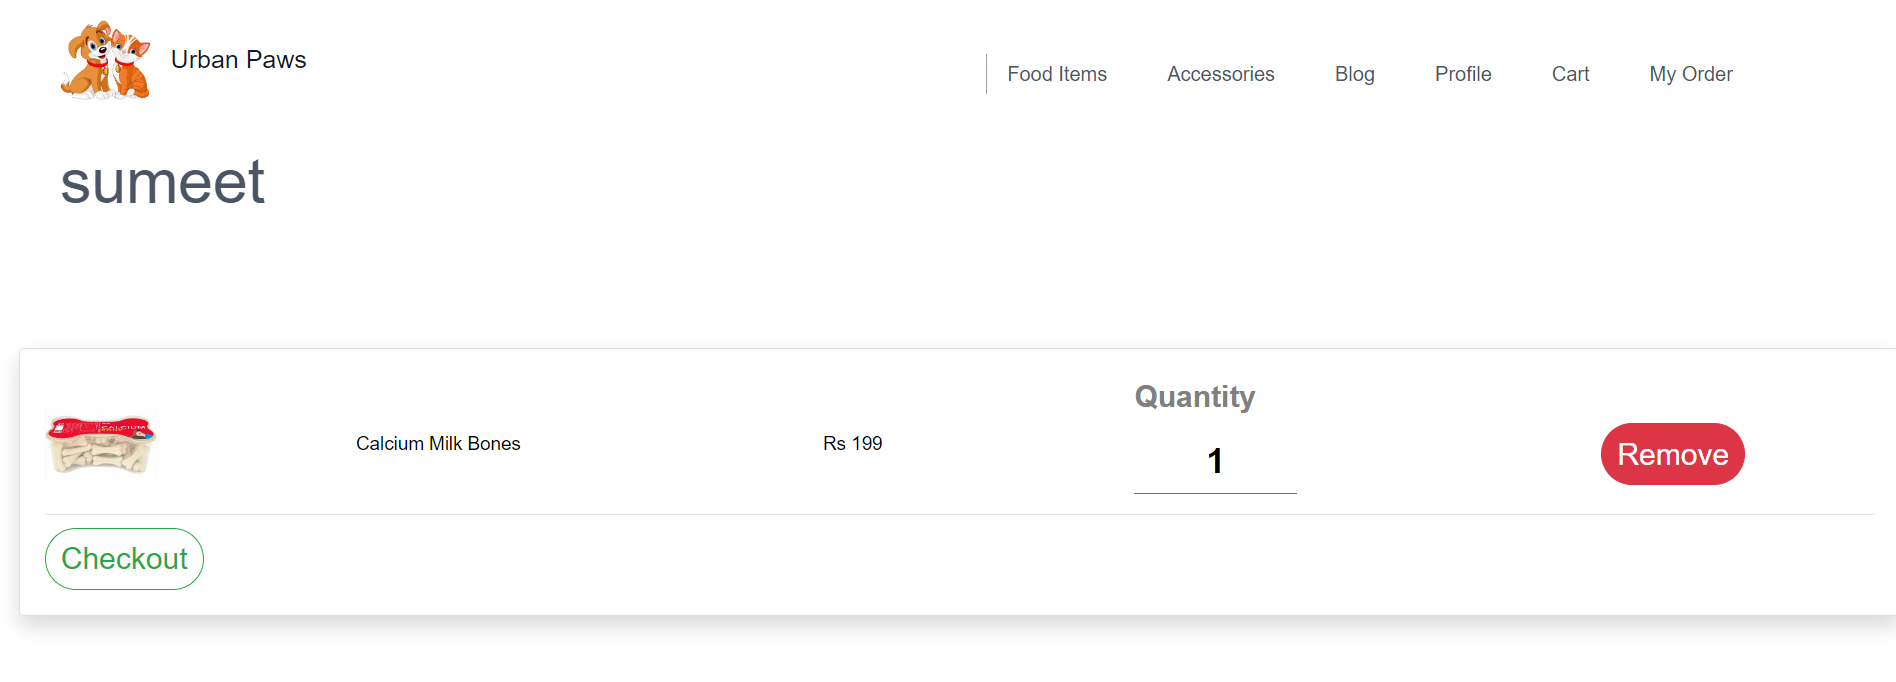 Urban Paws
Food Items Accessories Blog Profile Cart My Order
sumeet
Quantity
CALCIUM
Calcium Milk Bones Rs 199 1 Remove
Checkout